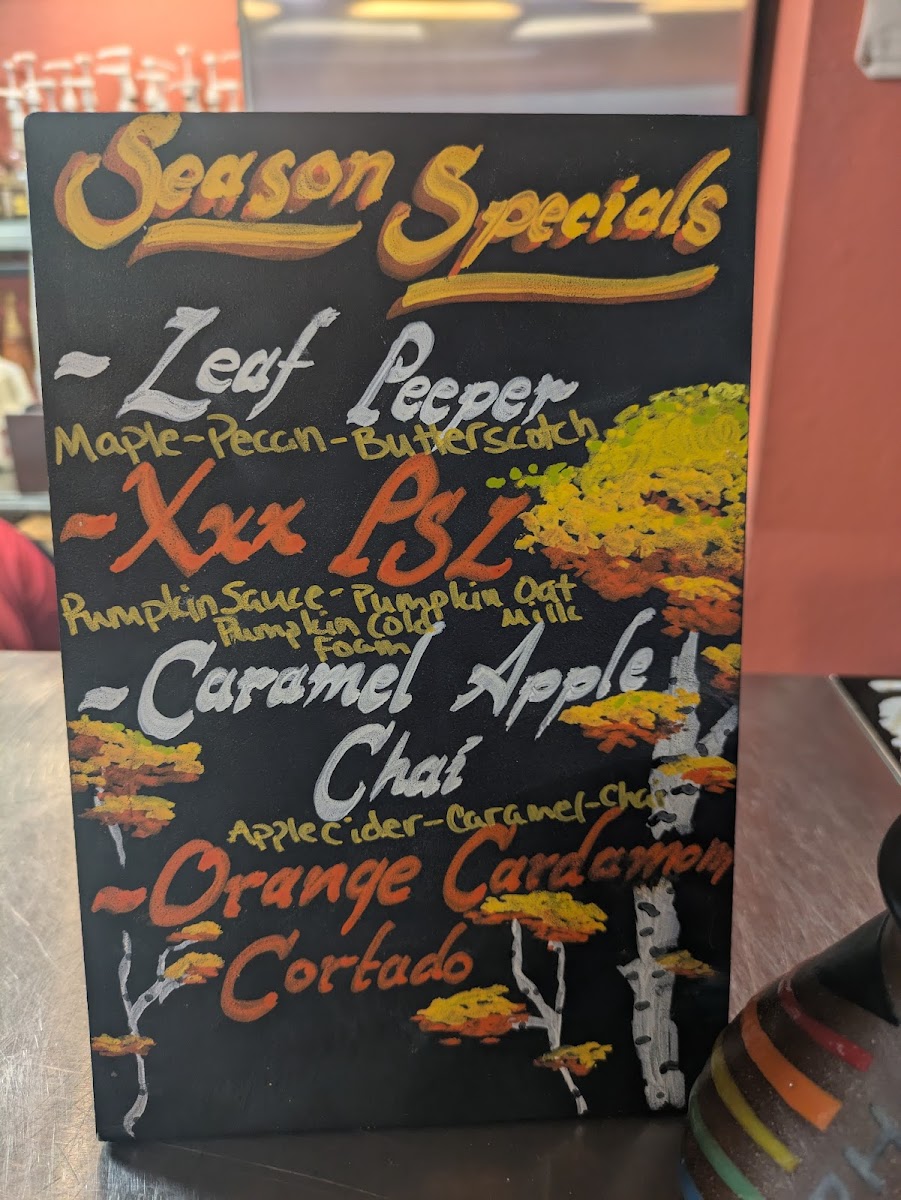 Season Specials
- Leaf Peeper
Maple-Pecan-Butterscotch
- Xxx PSL
Pumpkin Sauce - Pumpkin Oat
Milk
Pumpkin Cold
Foam
- Caramel Apple
Chai
Apple Cider-Caramel-Chai
- Orange Cardamom
Cortado